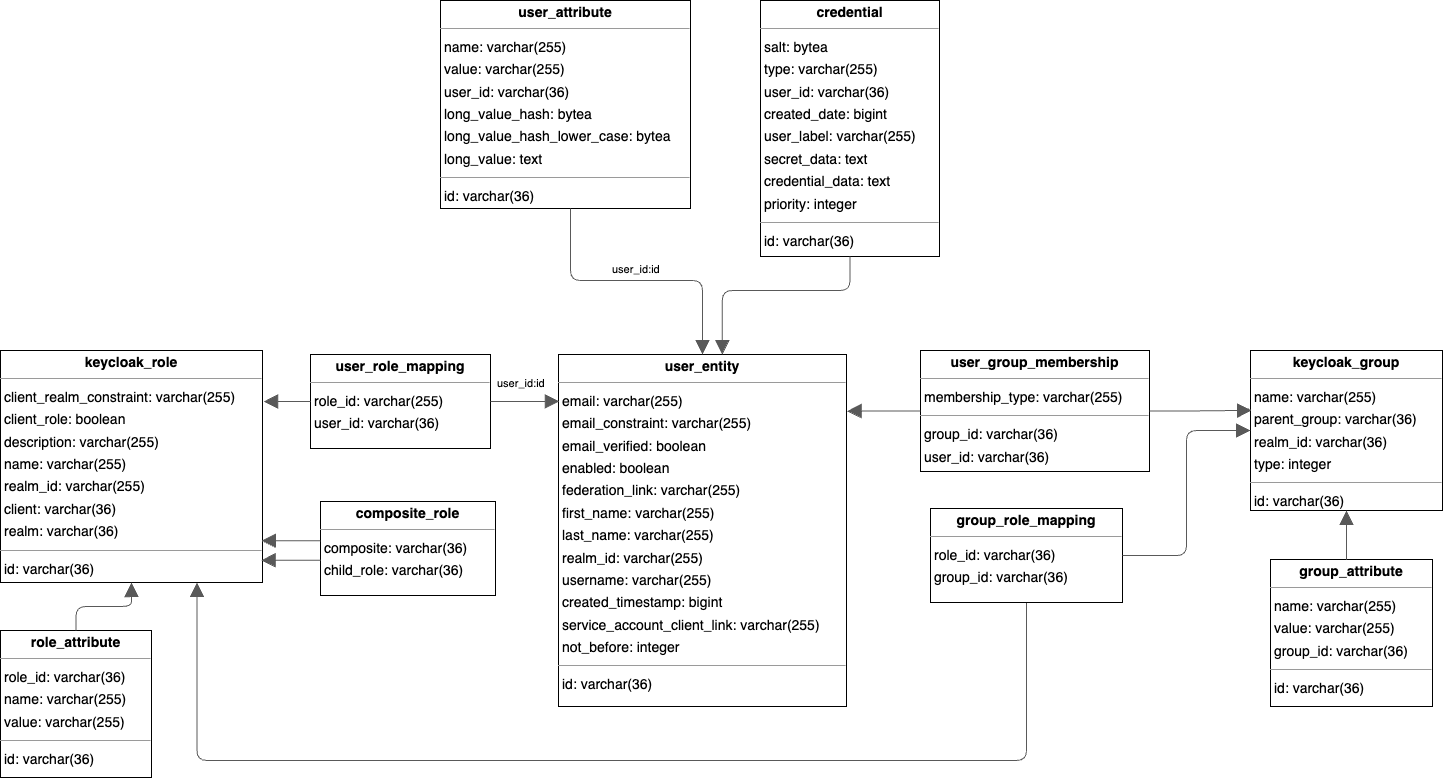 user_attribute
name: varchar(255)
value: varchar(255)
user_id: varchar(36)
long_value_hash: bytea
long_value_hash_lower_case: bytea
long_value: text
id: varchar(36)
credential
salt: bytea
type: varchar(255)
user_id: varchar(36)
created_date: bigint
user_label: varchar(255)
secret_data: text
credential_data: text
priority: integer
id: varchar(36)
user_id:id
keycloak_role
client_realm_constraint: varchar(255)
client_role: boolean
description: varchar(255)
name: varchar(255)
realm_id: varchar(255)
client: varchar(36)
realm: varchar(36)
id: varchar(36)
user_role_mapping
role_id: varchar(255)
user_id: varchar(36)
user_id:id
composite_role
composite: varchar(36)
child_role: varchar(36)
user_entity
email: varchar(255)
email_constraint: varchar(255)
email_verified: boolean
enabled: boolean
federation_link: varchar(255)
first_name: varchar(255)
last_name: varchar(255)
realm_id: varchar(255)
username: varchar(255)
created_timestamp: bigint
service_account_client_link: varchar(255)
not_before: integer
id: varchar(36)
user_group_membership
membership_type: varchar(255)
group_id: varchar(36)
user_id: varchar(36)
keycloak_group
name: varchar(255)
parent_group: varchar(36)
realm_id: varchar(36)
type: integer
id: varchar(36)
group_role_mapping
role_id: varchar(36)
group_id: varchar(36)
group_attribute
name: varchar(255)
value: varchar(255)
group_id: varchar(36)
id: varchar(36)
role_attribute
role_id: varchar(36)
name: varchar(255)
value: varchar(255)
id: varchar(36)